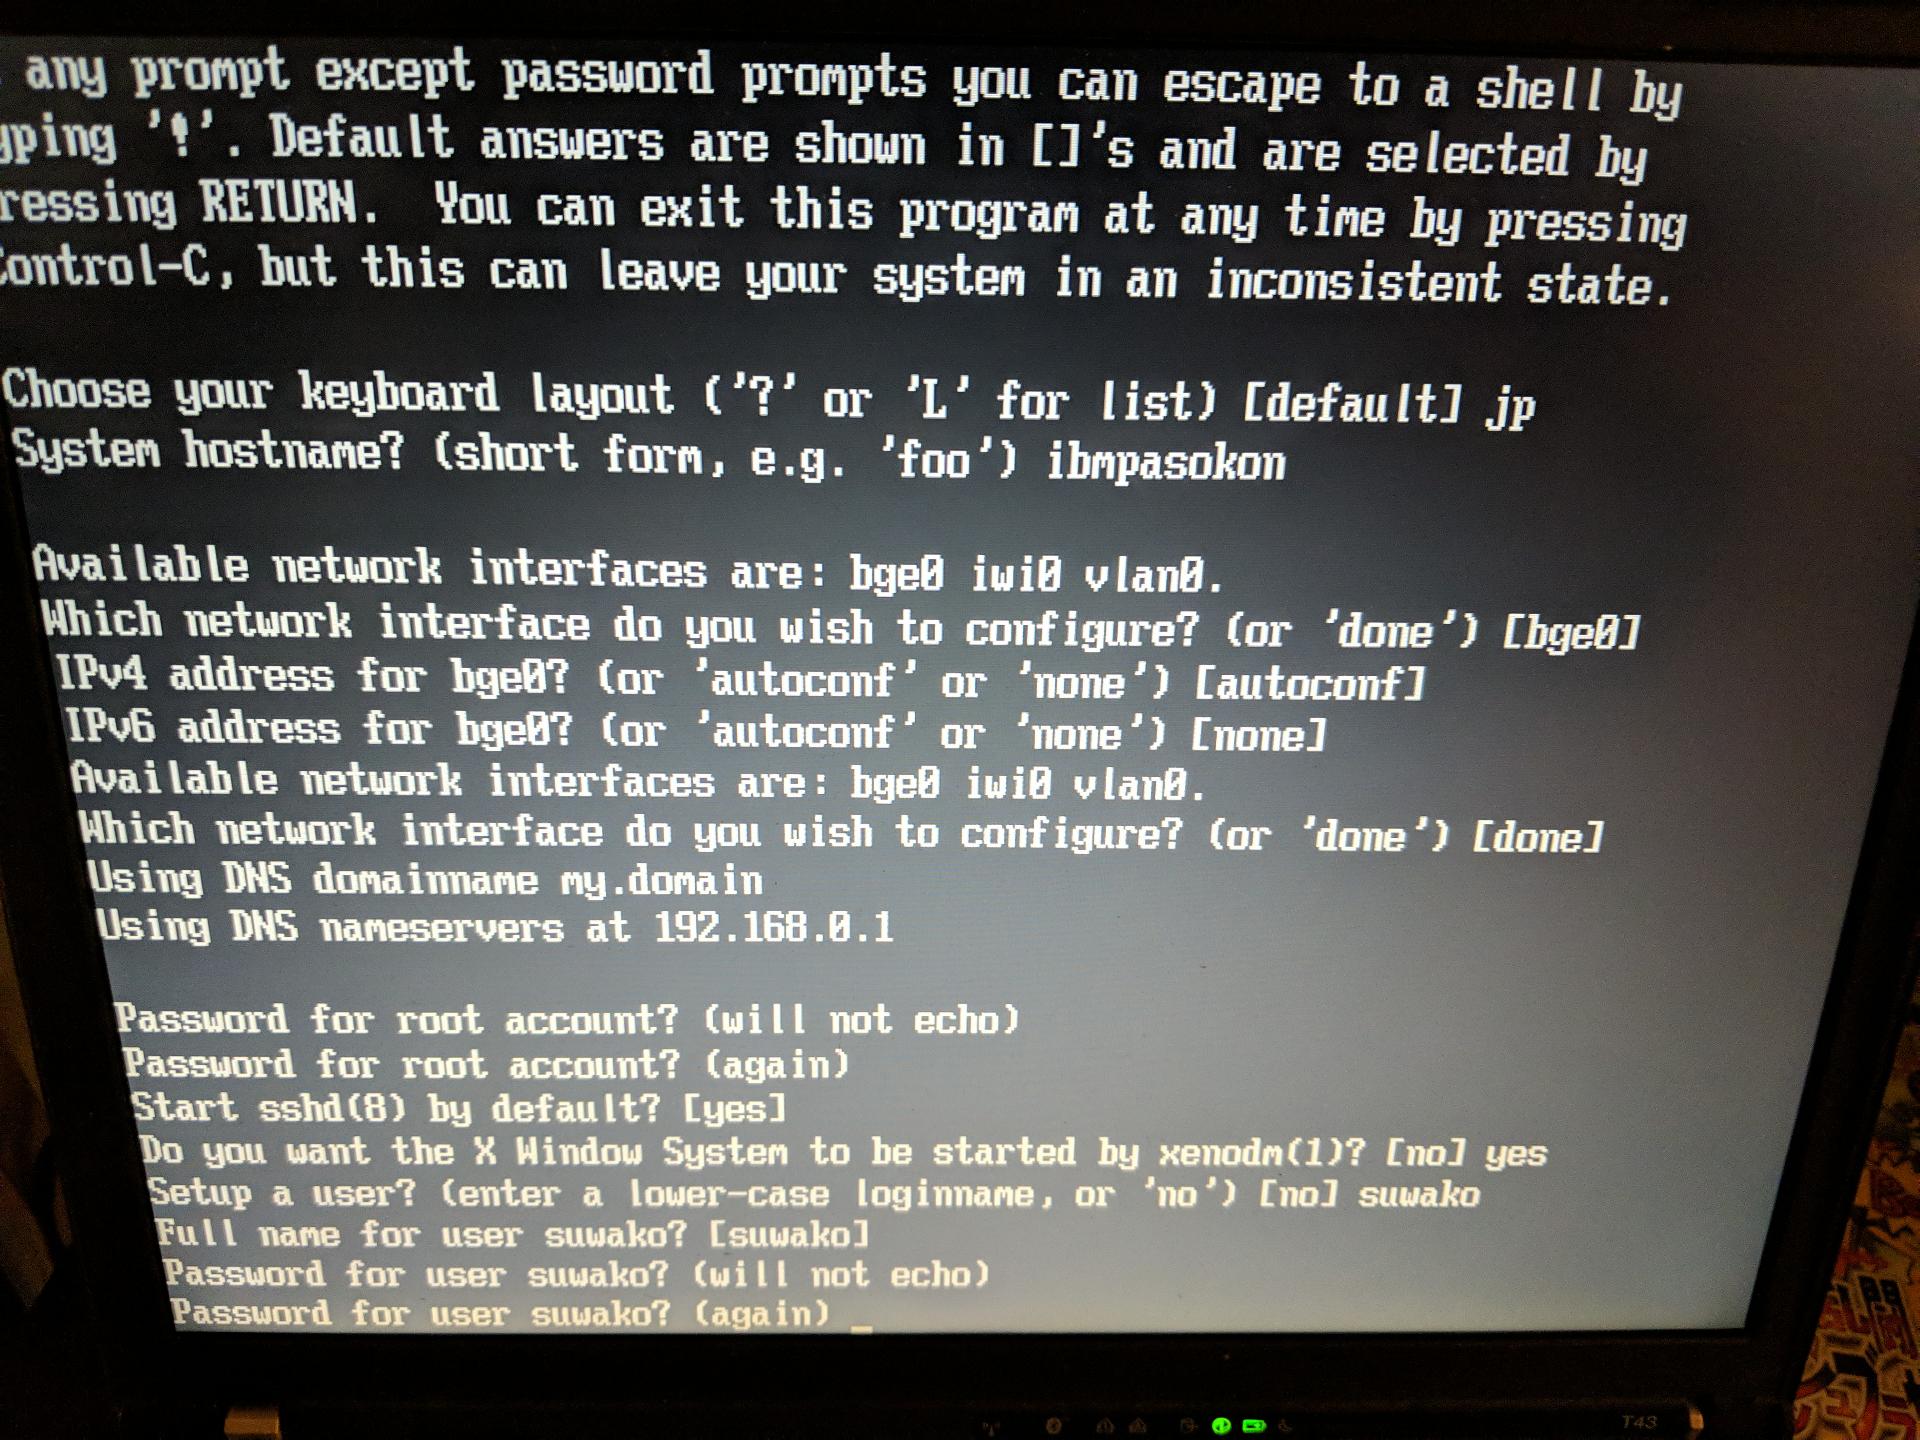 any prompt except password prompts you can escape to a shell by
yping '!'. Default answers are shown in []'s and are selected by
ressing RETURN.  You can exit this program at any time by pressing
ontrol-C, but this can leave your system in an inconsistent state.

Choose your keyboard layout ('?' or 'L' for list) [default] jp
System hostname? (short form, e.g. 'foo') ibmpasokon

Available network interfaces are: bge0 iwi0 vlan0.
Which network interface do you wish to configure? (or 'done') [bge0]
IPv4 address for bge0? (or 'autoconf' or 'none') [autoconf]
IPv6 address for bge0? (or 'autoconf' or 'none') [none]
Available network interfaces are: bge0 iwi0 vlan0.
Which network interface do you wish to configure? (or 'done') [done]
Using DNS domainname my.domain
Using DNS nameservers at 192.168.0.1

Password for root account? (will not echo)
Password for root account? (again)
Start sshd(8) by default? [yes]
Do you want the X Window System to be started by xenodm(1)? [no] yes
Setup a user? (enter a lower-case loginname, or 'no') [no] suwako
Full name for user suwako? [suwako]
Password for user suwako? (will not echo)
Password for user suwako? (again) _
T43